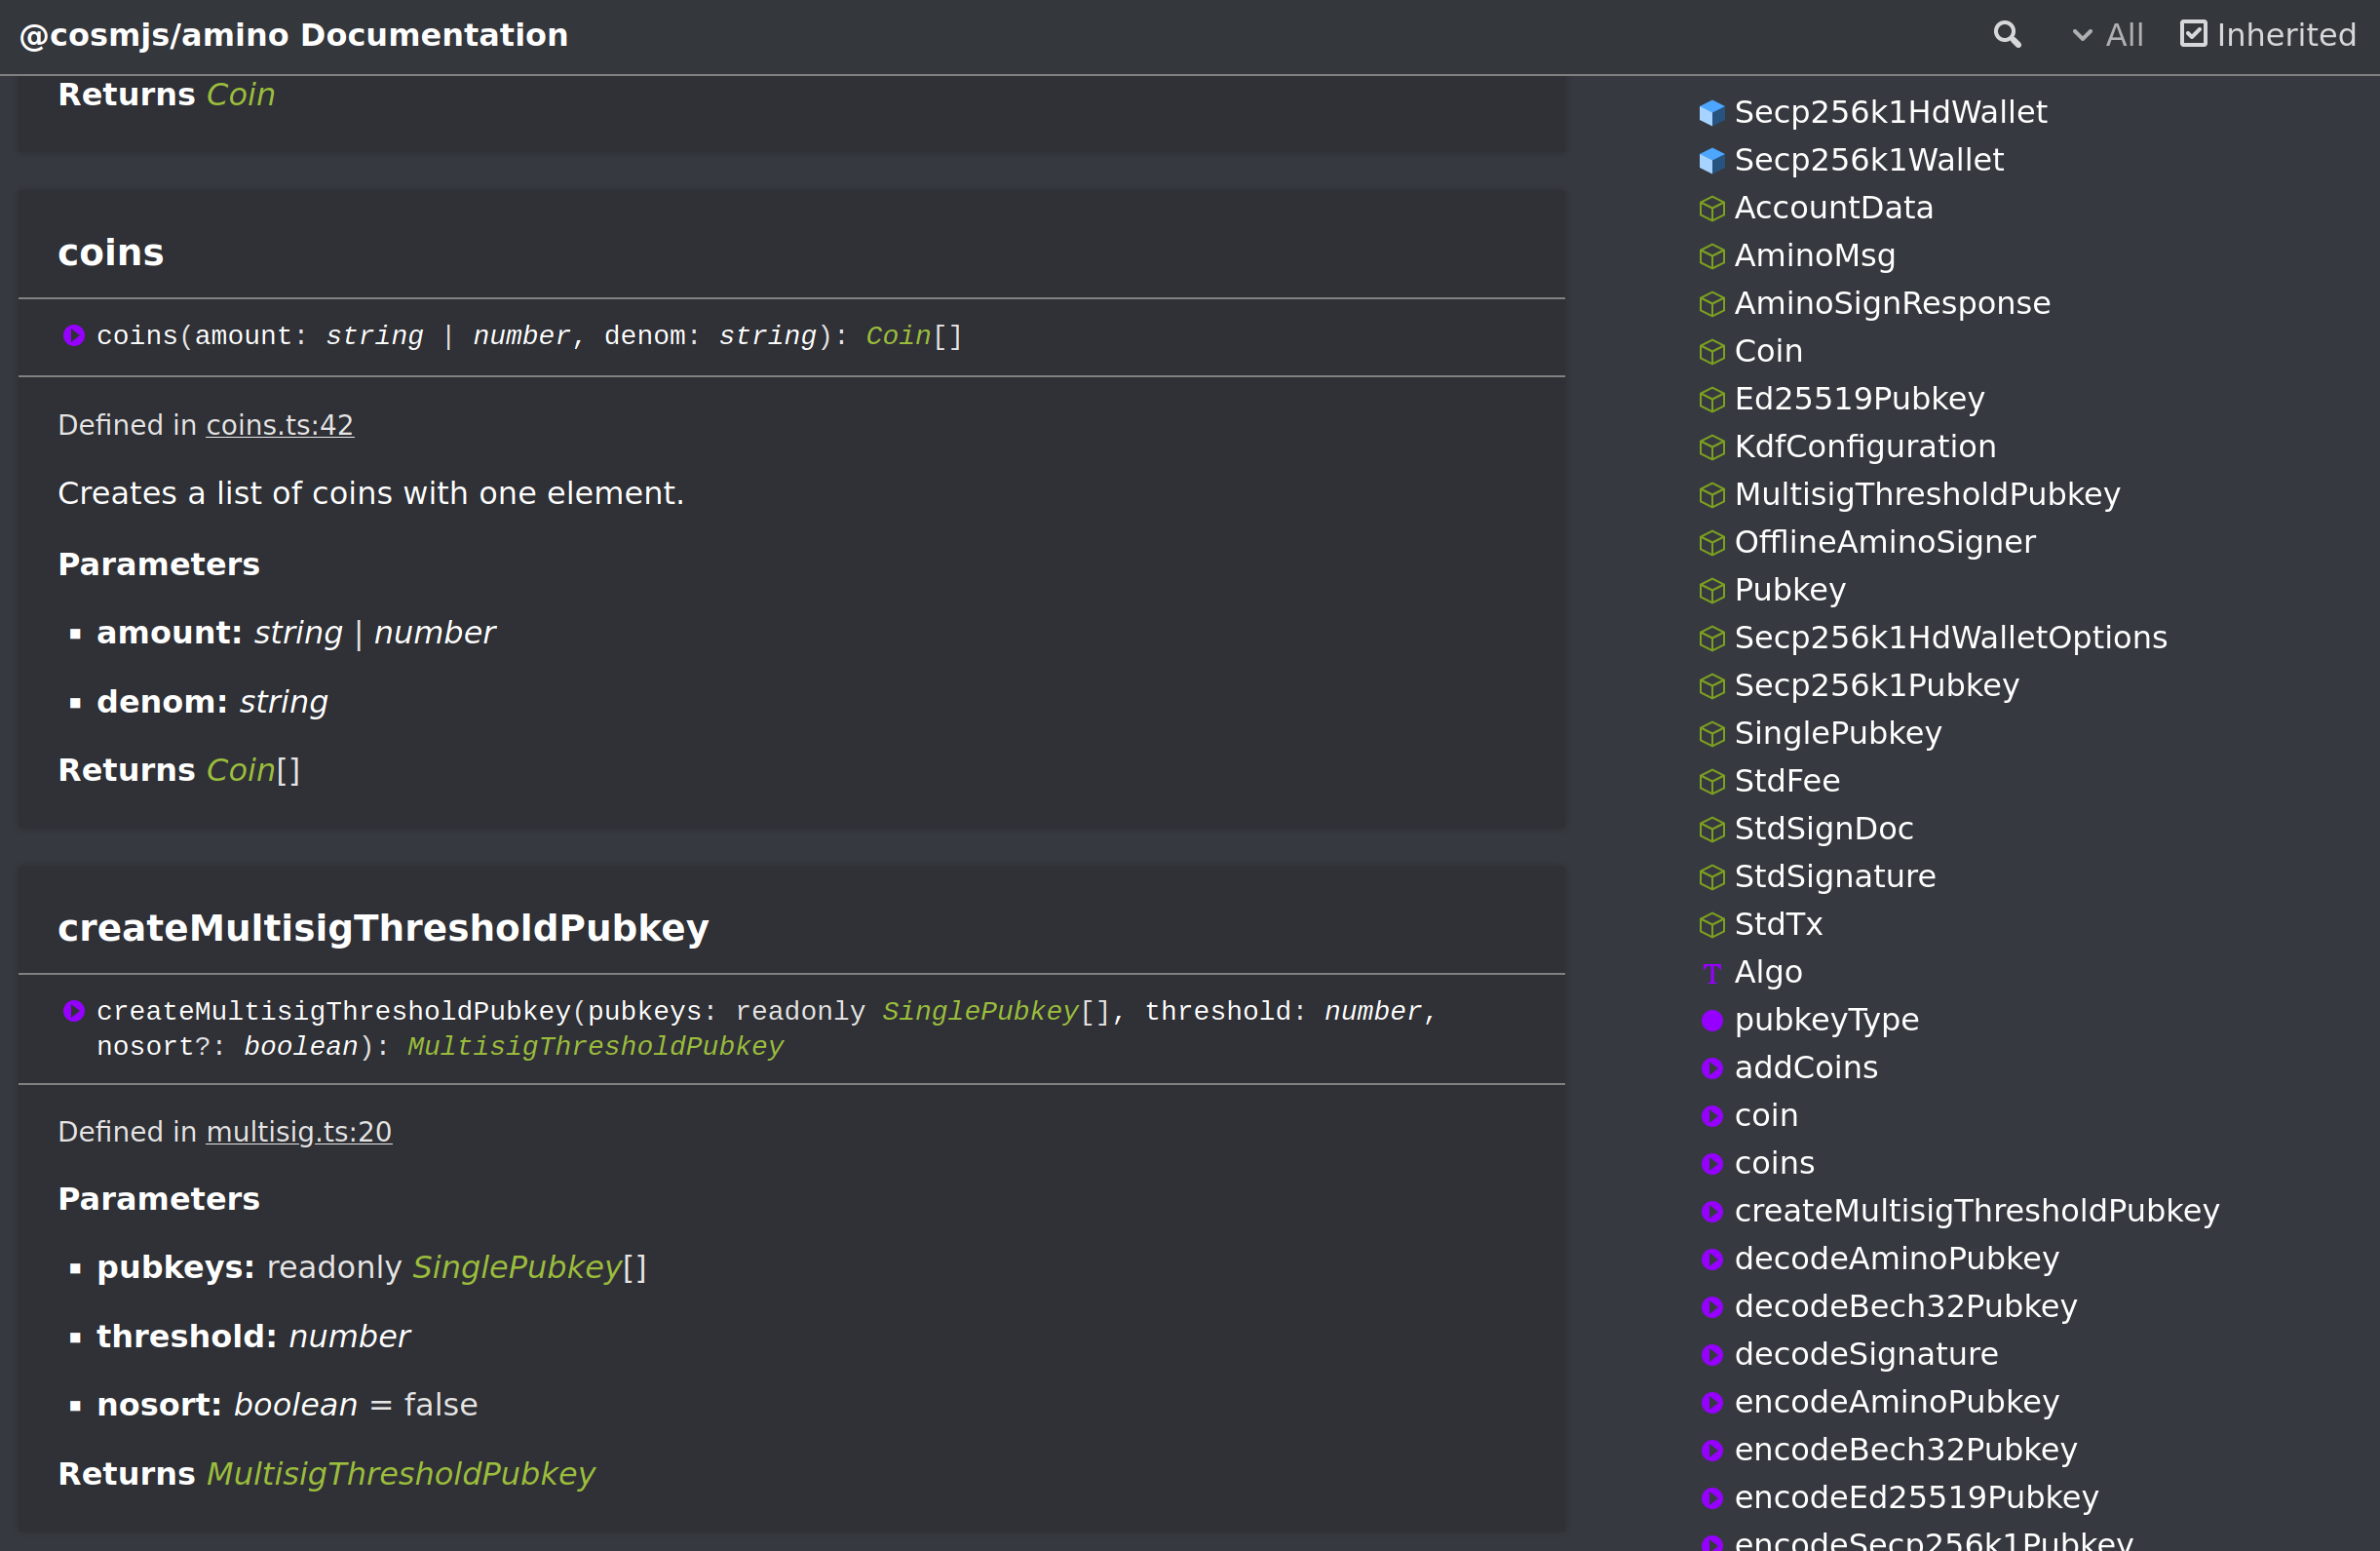 @cosmjs/amino Documentation
All
Inherited
Returns Coin
coins
coins(amount: string | number, denom: string): Coin[]
Defined in coins.ts:42
Creates a list of coins with one element.
Parameters
amount: string | number
denom: string
Returns Coin[]
createMultisigThresholdPubkey
createMultisigThresholdPubkey(pubkeys: readonly SinglePubkey[], threshold: number,
nosort?: boolean): MultisigThresholdPubkey
Defined in multisig.ts:20
Parameters
pubkeys: readonly SinglePubkey[]
threshold: number
nosort: boolean = false
Returns MultisigThresholdPubkey
Secp256k1HdWallet
Secp256k1Wallet
AccountData
AminoMsg
AminoSignResponse
Coin
Ed25519Pubkey
KdfConfiguration
MultisigThresholdPubkey
OfflineAminoSigner
Pubkey
Secp256k1HdWalletOptions
Secp256k1Pubkey
SinglePubkey
StdFee
StdSignDoc
StdSignature
StdTx
T Algo
pubkeyType
addCoins
coin
coins
createMultisigThresholdPubkey
decodeAminoPubkey
decodeBech32Pubkey
decodeSignature
encodeAminoPubkey
encodeBech32Pubkey
encodeEd25519Pubkey
encodeSecp256k1Pubkey